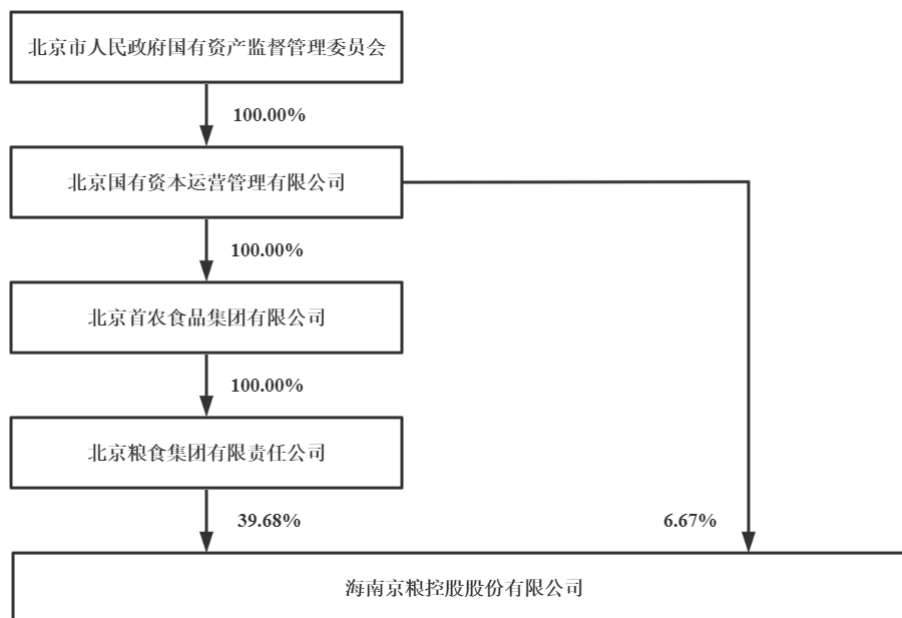 北京市人民政府国有资产监督管理委员会
100.00%
北京国有资本运营管理有限公司
100.00%
北京首农食品集团有限公司
100.00%
北京粮食集团有限责任公司
39.68%
6.67%
海南京粮控股股份有限公司